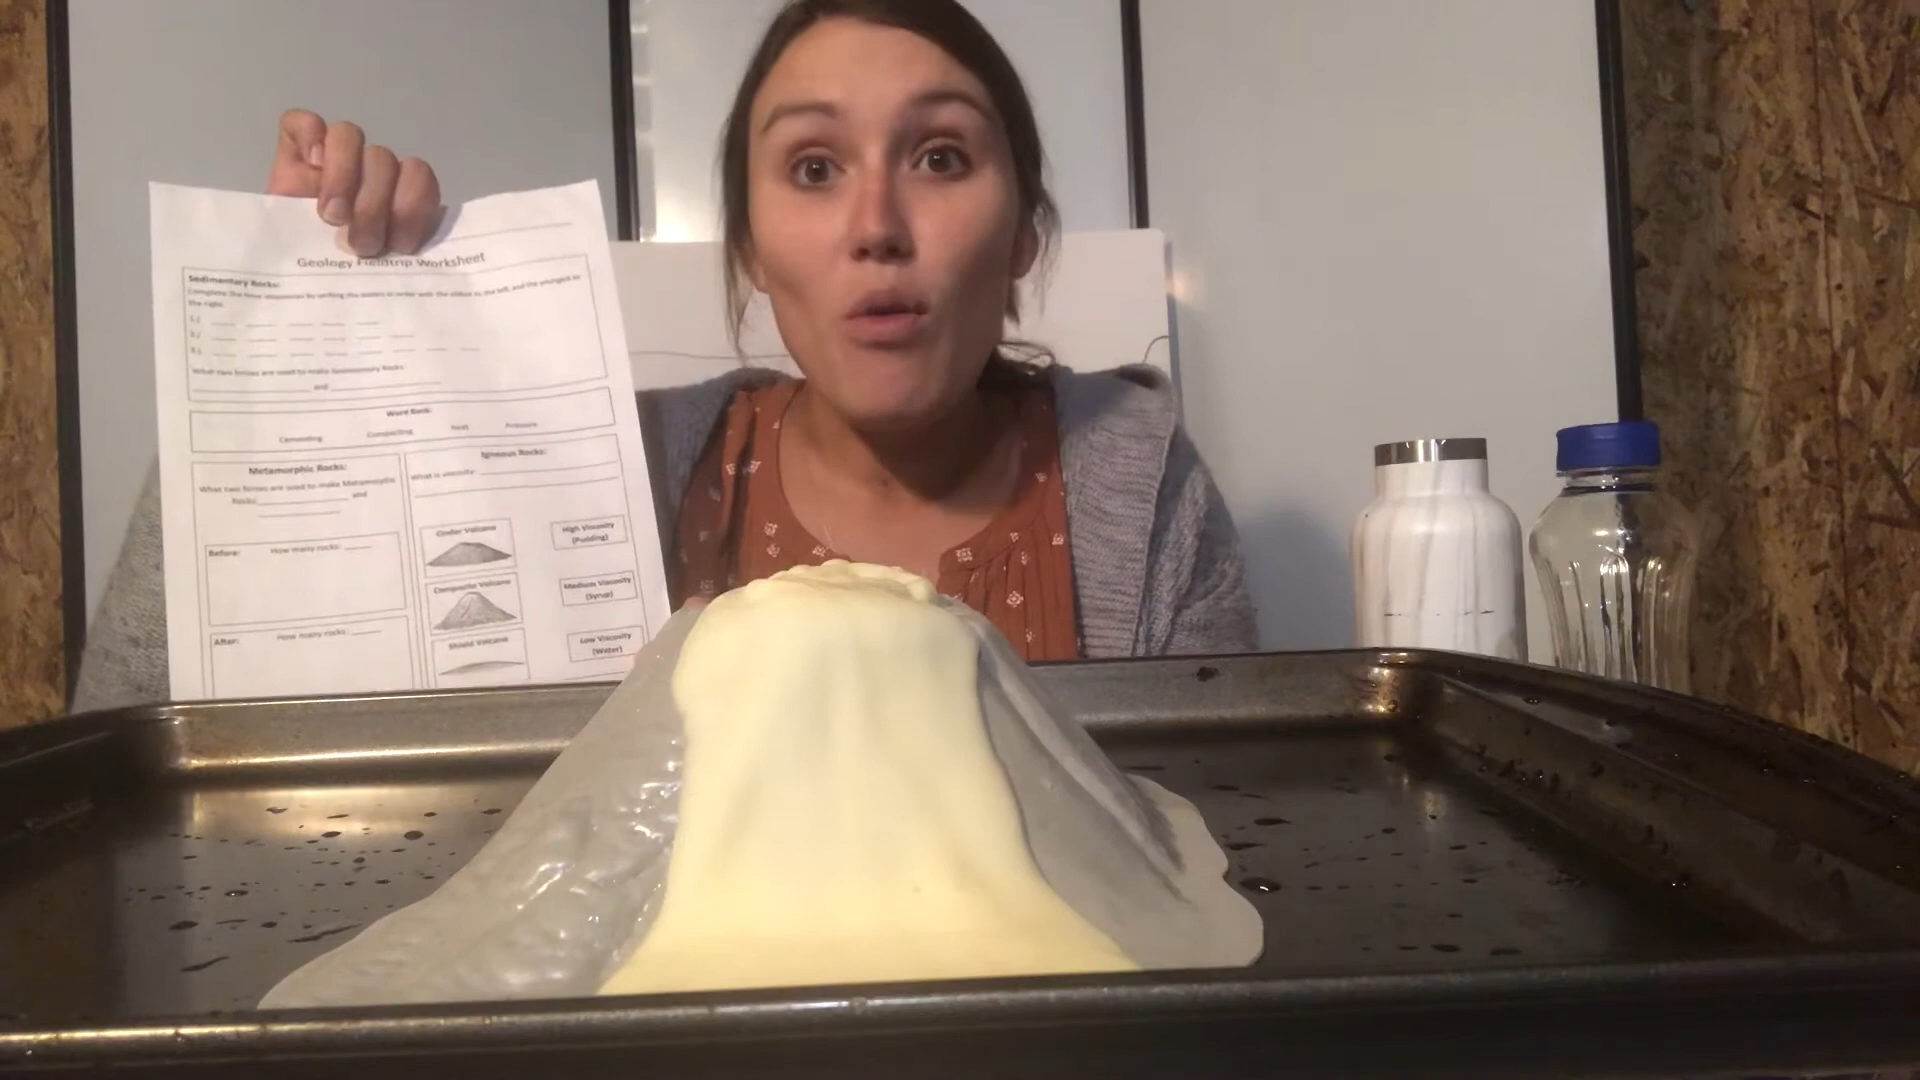 Geology Fieldtrip Worksheet
Sedimentary Rocks:
Complete the time sequences by writing the letters in order with the oldest to the left, and the youngest to
the right.
1.)
2.)
3.)
What two forces are used to make Sedimentary Rocks:
and
Word Bank:
Cementing Compacting Heat Pressure
Metamorphic Rocks:
What two forces are used to make Metamorphic
Rocks: and
Before: How many rocks:
After: How many rocks:
Igneous Rocks:
What is viscosity:
Cinder Volcano
High Viscosity
(Pudding)
Composite Volcano
Medium Viscosity
(Syrup)
Shield Volcano
Low Viscosity
(Water)